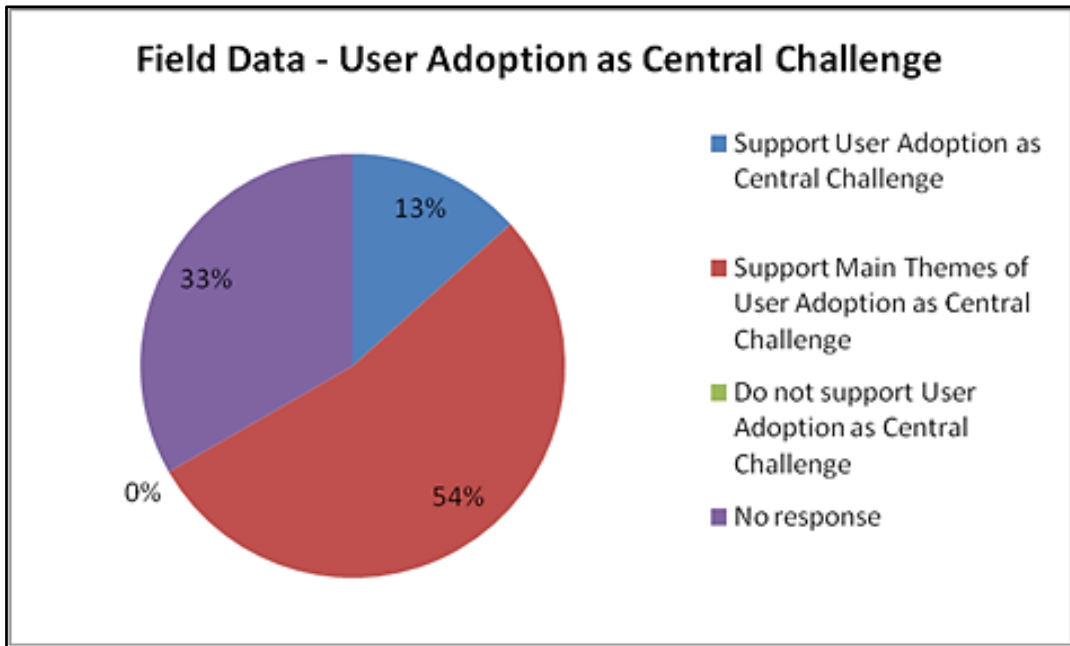 Field Data - User Adoption as Central Challenge
13%
33%
0%
54%
Support User Adoption as
Central Challenge
Support Main Themes of
User Adoption as Central
Challenge
Do not support User
Adoption as Central
Challenge
No response